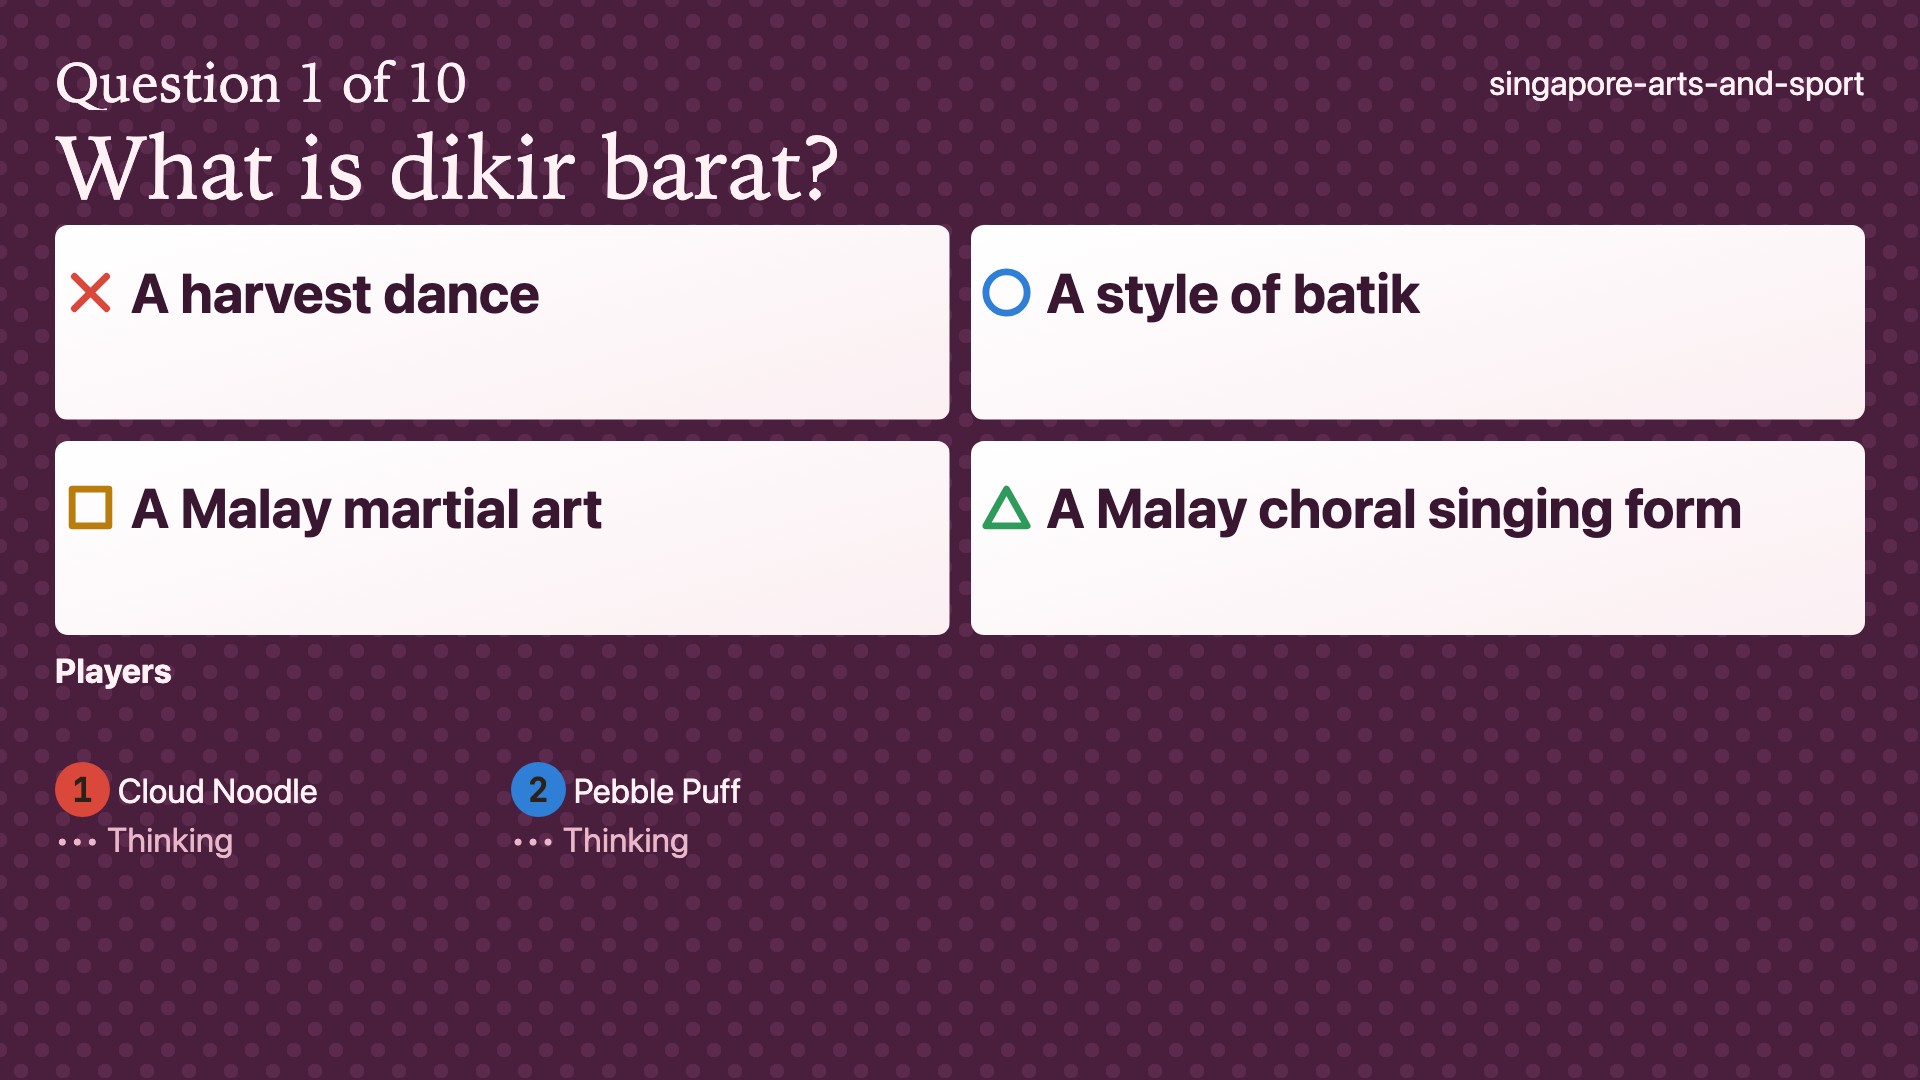 Question 1 of 10
singapore-arts-and-sport
What is dikir barat?
A harvest dance
A style of batik
A Malay martial art
A Malay choral singing form
Players
1 Cloud Noodle
2 Pebble Puff
••• Thinking
••• Thinking